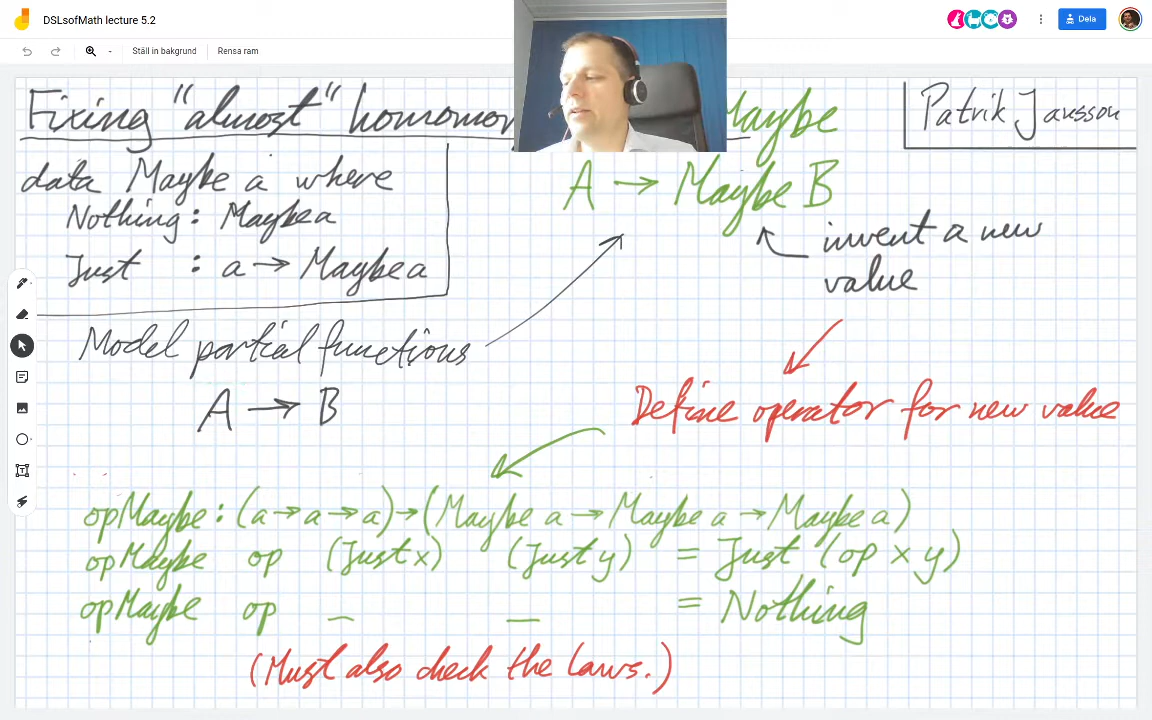 DSLsofMath lecture 5.2
Dela
Ställ in bakgrund Rensa ram
Fixing "almost" homomor Maybe
Patrik Jansson
data Maybe a where
Nothing : Maybe a
Just : a → Maybe a
A → Maybe B
invent a new
value
Model partial functions
A → B
Define operator for new value
opMaybe : (a → a → a) → (Maybe a → Maybe a → Maybe a)
opMaybe op (Just x) (Just y) = Just (op x y)
opMaybe op _ _ = Nothing
(Must also check the laws.)